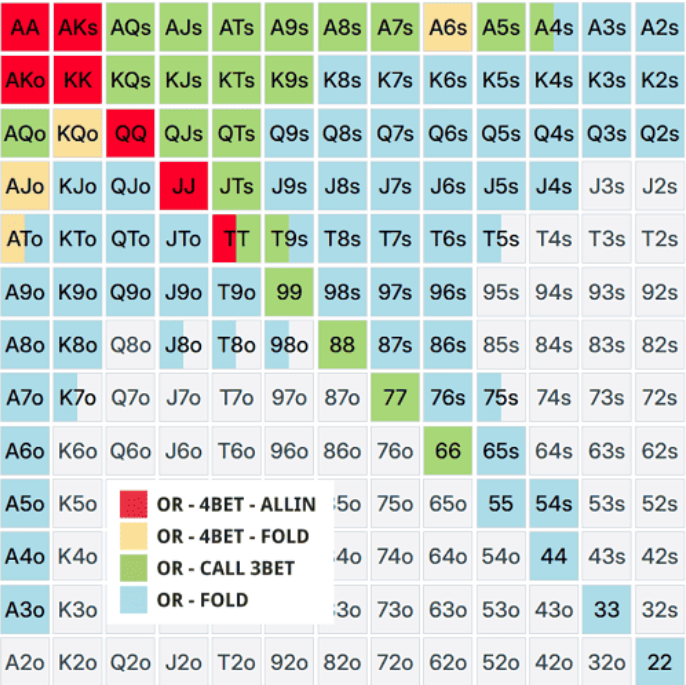 AA AKs AQs AJs ATs A9s A8s A7s A6s A5s A4s A3s A2s
AKo KK KQs KJs KTs K9s K8s K7s K6s K5s K4s K3s K2s
AQo KQo QQ QJs QTs Q9s Q8s Q7s Q6s Q5s Q4s Q3s Q2s
AJo KJo QJo JJ JTs J9s J8s J7s J6s J5s J4s J3s J2s
ATo KTo QTo JTo TT T9s T8s T7s T6s T5s T4s T3s T2s
A9o K9o Q9o J9o T9o 99 98s 97s 96s 95s 94s 93s 92s
A8o K8o Q8o J8o T8o 98o 88 87s 86s 85s 84s 83s 82s
A7o K7o Q7o J7o T7o 97o 87o 77 76s 75s 74s 73s 72s
A6o K6o Q6o J6o T6o 96o 86o 76o 66 65s 64s 63s 62s
A5o K5o 75o 65o 55 54s 53s 52s
A4o K4o 74o 64o 54o 44 43s 42s
A3o K3o 73o 63o 53o 43o 33 32s
A2o K2o Q2o J2o T2o 92o 82o 72o 62o 52o 42o 32o 22
OR - 4BET - ALLIN
OR - 4BET - FOLD
OR - CALL 3BET
OR - FOLD